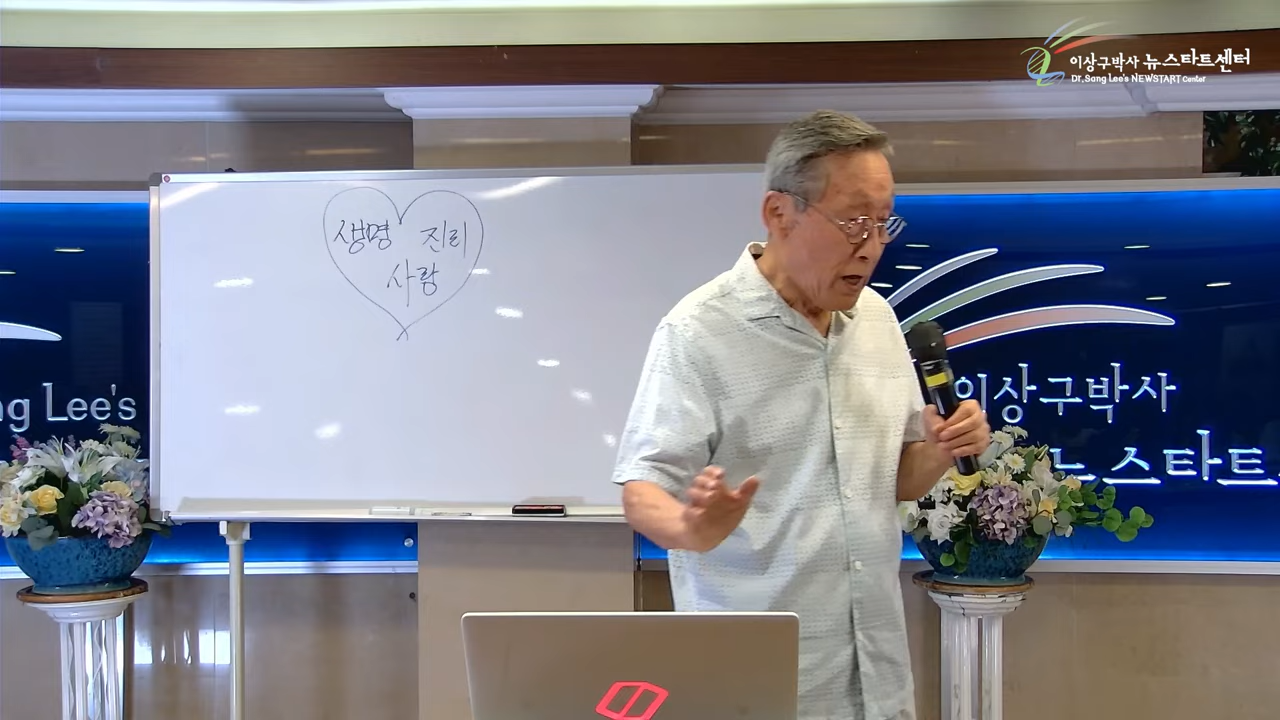 이상구박사 뉴스타트센터
Dr. Sang Lee's NEWSTART Center
생명 진리
사랑
ng Lee's
이상구박사
뉴스타트